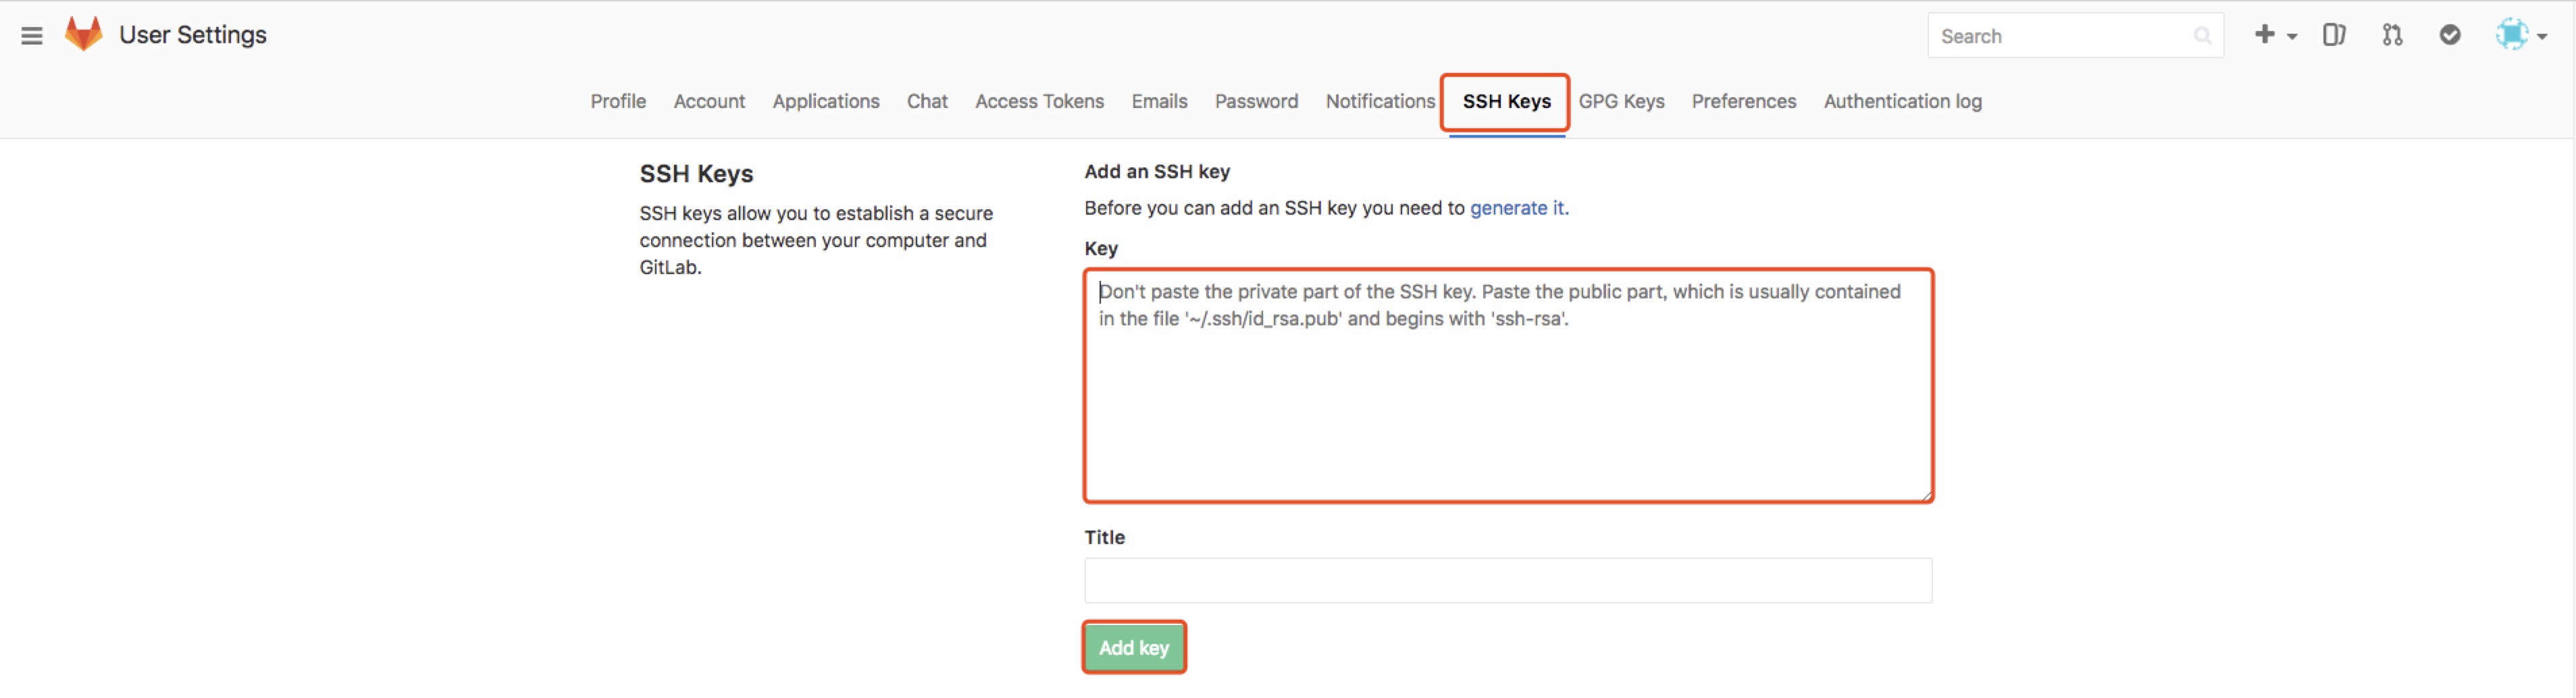 User Settings
Search
Profile Account Applications Chat Access Tokens Emails Password Notifications SSH Keys GPG Keys Preferences Authentication log
SSH Keys
SSH keys allow you to establish a secure
connection between your computer and
GitLab.
Add an SSH key
Before you can add an SSH key you need to generate it.
Key
Don't paste the private part of the SSH key. Paste the public part, which is usually contained
in the file '~/.ssh/id_rsa.pub' and begins with 'ssh-rsa'.
Title
Add key